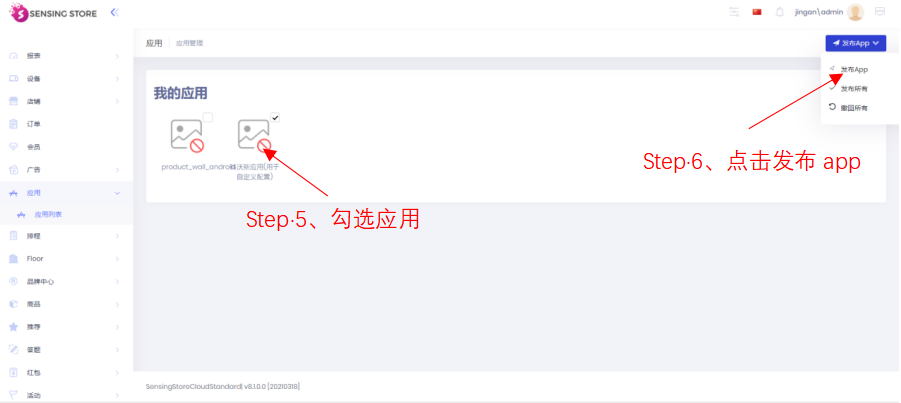 SENSING STORE
jingan\admin
报表
设备
店铺
订单
会员
广告
应用
应用列表
排程
Floor
品牌中心
商品
推荐
答题
红包
活动
应用
应用管理
发布App
发布App
发布所有
撤回所有
我的应用
product_wall_android
沃新应用(用于
自定义配置)
Step·5、勾选应用
Step·6、点击发布 app
SensingStoreCloudStandard| v8.1.0.0 [20210318]